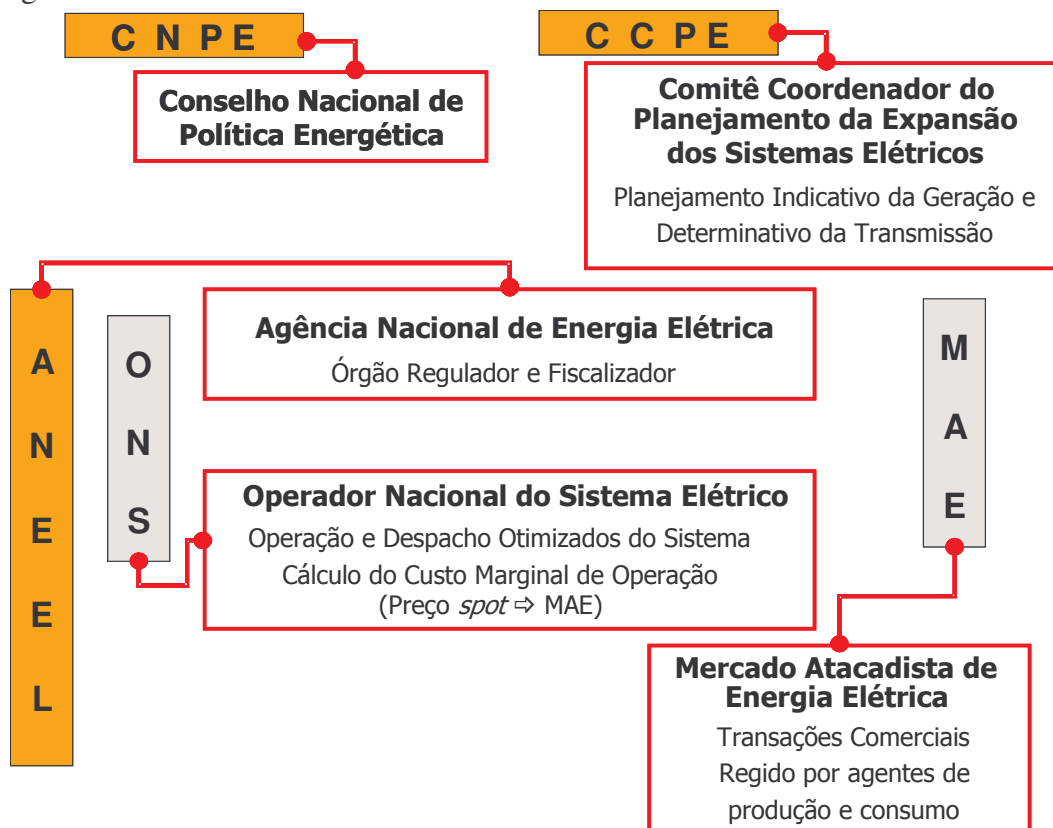 C N P E
C C P E
Conselho Nacional de
Política Energética
Comitê Coordenador do
Planejamento da Expansão
dos Sistemas Elétricos
Planejamento Indicativo da Geração e
Determinativo da Transmissão
A N E E L
O N S
Agência Nacional de Energia Elétrica
Órgão Regulador e Fiscalizador
M A E
Operador Nacional do Sistema Elétrico
Operação e Despacho Otimizados do Sistema
Cálculo do Custo Marginal de Operação
(Preço spot ⇨ MAE)
Mercado Atacadista de
Energia Elétrica
Transações Comerciais
Regido por agentes de
produção e consumo